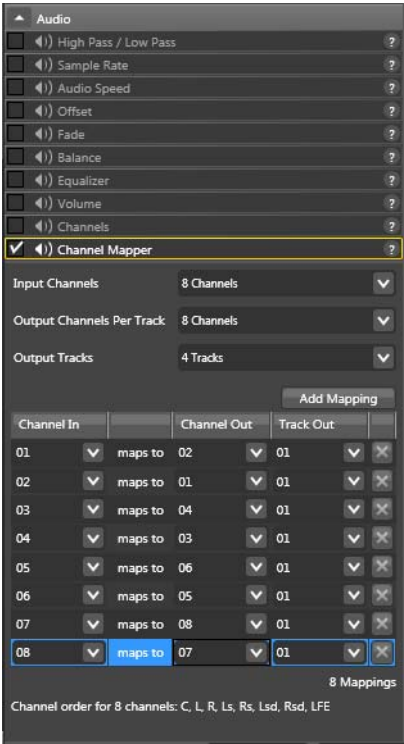 Audio
High Pass / Low Pass ?
Sample Rate ?
Audio Speed ?
Offset ?
Fade ?
Balance ?
Equalizer ?
Volume ?
Channels ?
Channel Mapper ?
Input Channels 8 Channels
Output Channels Per Track 8 Channels
Output Tracks 4 Tracks
Add Mapping
Channel In Channel Out Track Out
01 maps to 02 01
02 maps to 01 01
03 maps to 04 01
04 maps to 03 01
05 maps to 06 01
06 maps to 05 01
07 maps to 08 01
08 maps to 07 01
8 Mappings
Channel order for 8 channels: C, L, R, Ls, Rs, Lsd, Rsd, LFE